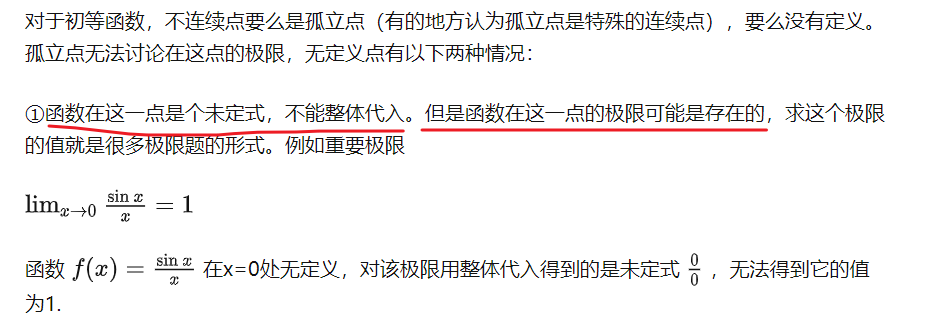 对于初等函数，不连续点要么是孤立点（有的地方认为孤立点是特殊的连续点），要么没有定义。
孤立点无法讨论在这点的极限，无定义点有以下两种情况：
①函数在这一点是个未定式，不能整体代入。但是函数在这一点的极限可能是存在的，求这个极限
的值就是很多极限题的形式。例如重要极限
lim_{x→0} \frac{sin x}{x} = 1
函数 f(x) = \frac{sin x}{x} 在x=0处无定义，对该极限用整体代入得到的是未定式 \frac{0}{0} ，无法得到它的值
为1.